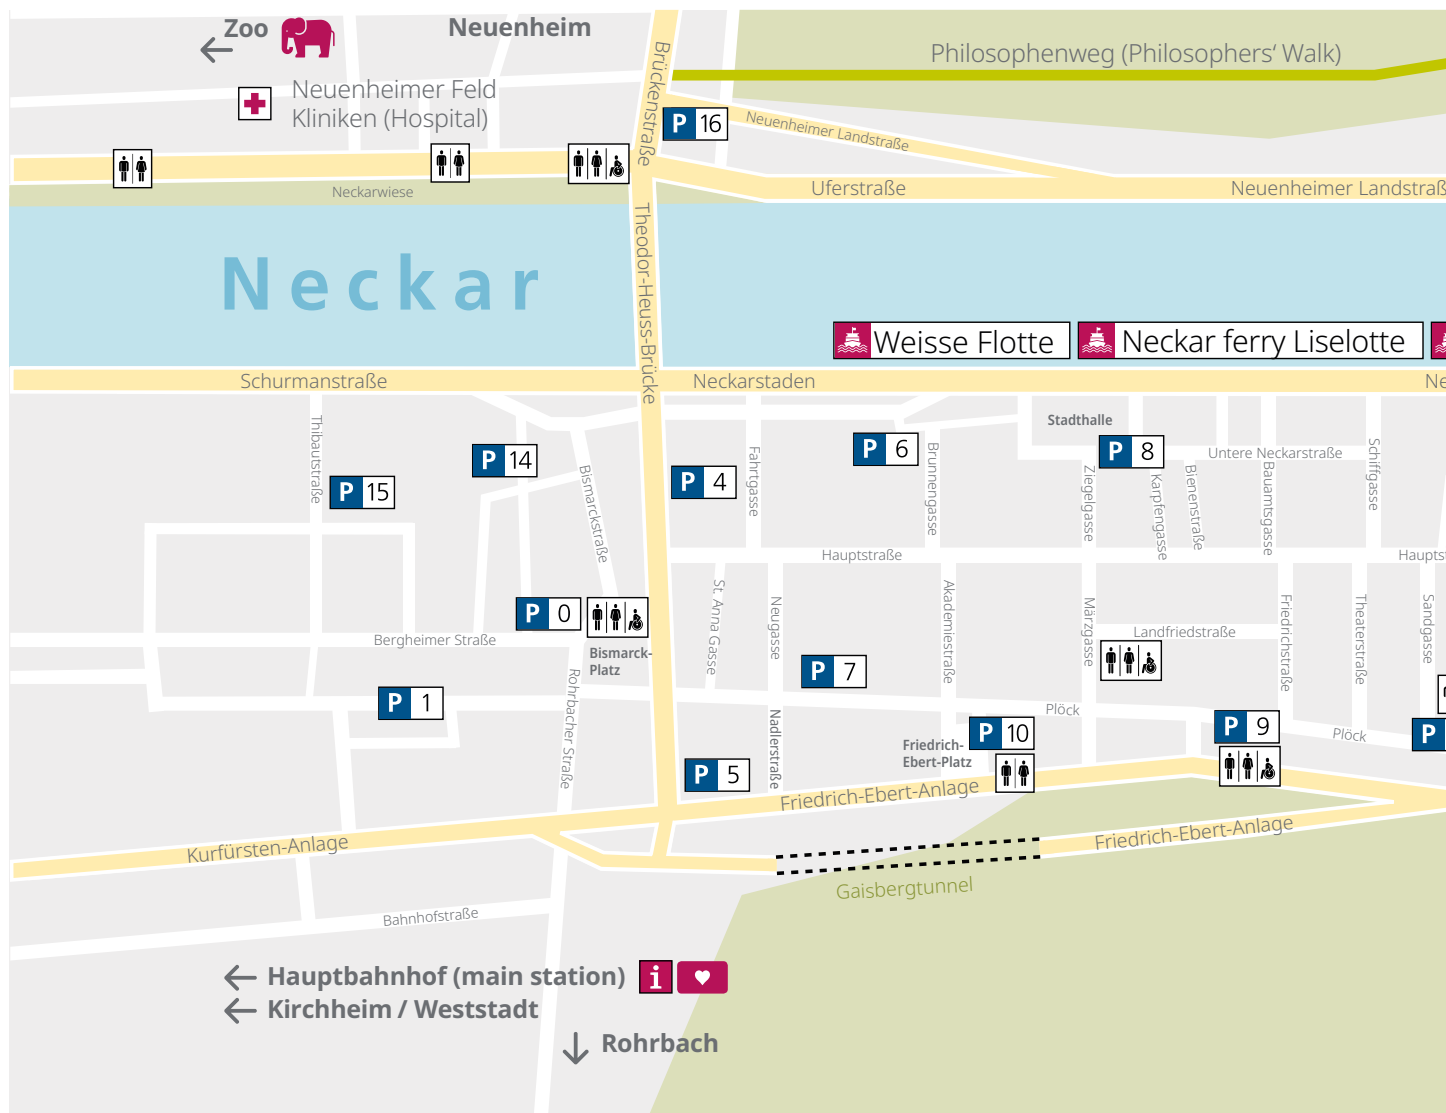 Zoo
Neuenheim
Philosophenweg (Philosophers‘ Walk)
Neuenheimer Feld
Kliniken (Hospital)
Brückenstraße
P 16
Neuenheimer Landstraße
Neckarwiese
Uferstraße
Neuenheimer Landstraß
Theodor-Heuss-Brücke
Neckar
Weisse Flotte
Neckar ferry Liselotte
Schurmanstraße
Neckarstaden
Ne
Thibautstraße
P 15
P 14
Bismarckstraße
P 4
Fahrtgasse
P 6
Brunnengasse
Stadthalle
P 8
Ziegelgasse
Karpfengasse
Bienenstraße
Untere Neckarstraße
Bauamtsgasse
Schiffgasse
Hauptstraße
Hauptst
P 0
Bergheimer Straße
Bismarck-
Platz
St. Anna Gasse
Neugasse
Akademiestraße
Märzgasse
Landfriedstraße
Friedrichstraße
Theaterstraße
Sandgasse
P 7
P 1
Rohrbacher Straße
Nadlerstraße
Plöck
Plöck
P 10
P 9
P
Friedrich-
Ebert-Platz
P 5
Friedrich-Ebert-Anlage
Friedrich-Ebert-Anlage
Kurfürsten-Anlage
Gaisbergtunnel
Bahnhofstraße
Hauptbahnhof (main station)
i
Kirchheim / Weststadt
Rohrbach